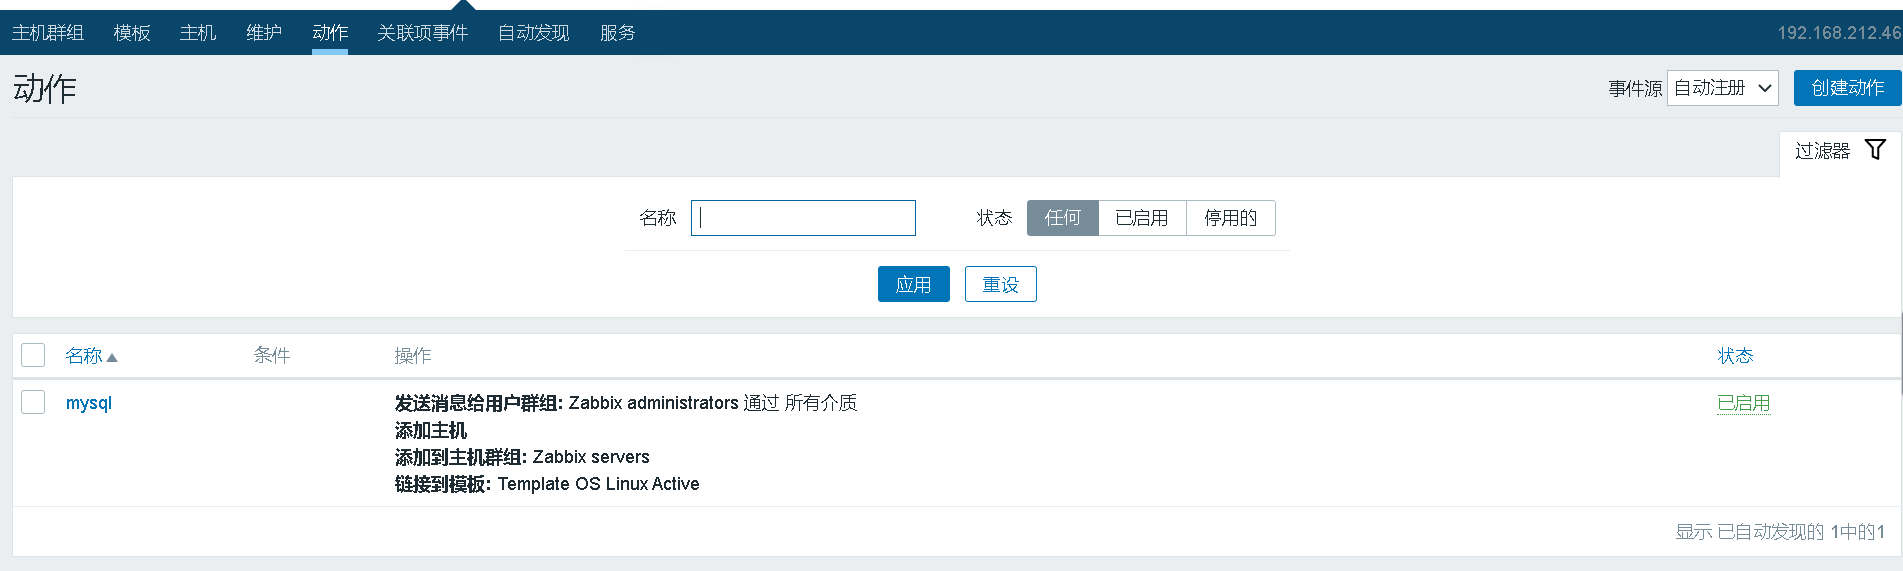 主机群组 模板 主机 维护 动作 关联项事件 自动发现 服务 192.168.212.46
动作 事件源 自动注册 创建动作
过滤器
名称 状态 任何 已启用 停用的
应用 重设
名称 条件 操作 状态
mysql 发送消息给用户群组: Zabbix administrators 通过 所有介质 已启用
添加主机
添加到主机群组: Zabbix servers
链接到模板: Template OS Linux Active
显示 已自动发现的 1中的1